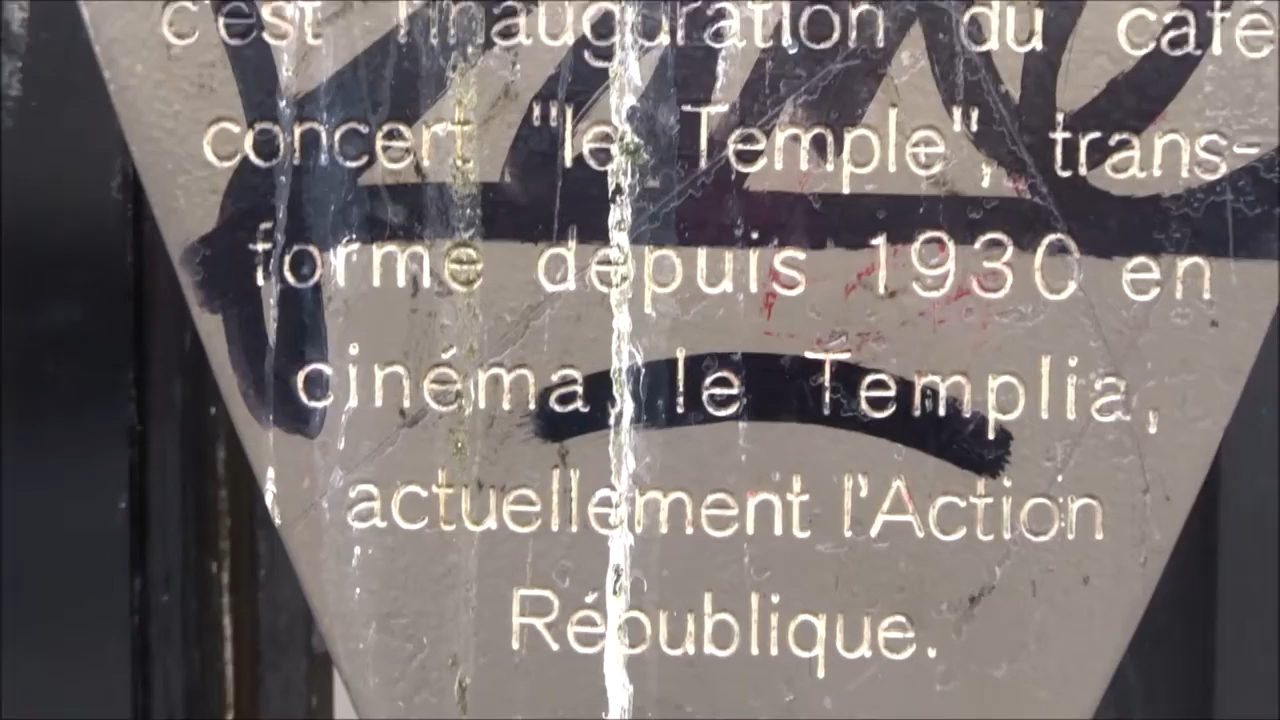 c'est l'inauguration du café
concert "le Temple", trans-
formé depuis 1930 en
cinéma, le Templia,
actuellement l'Action
République.